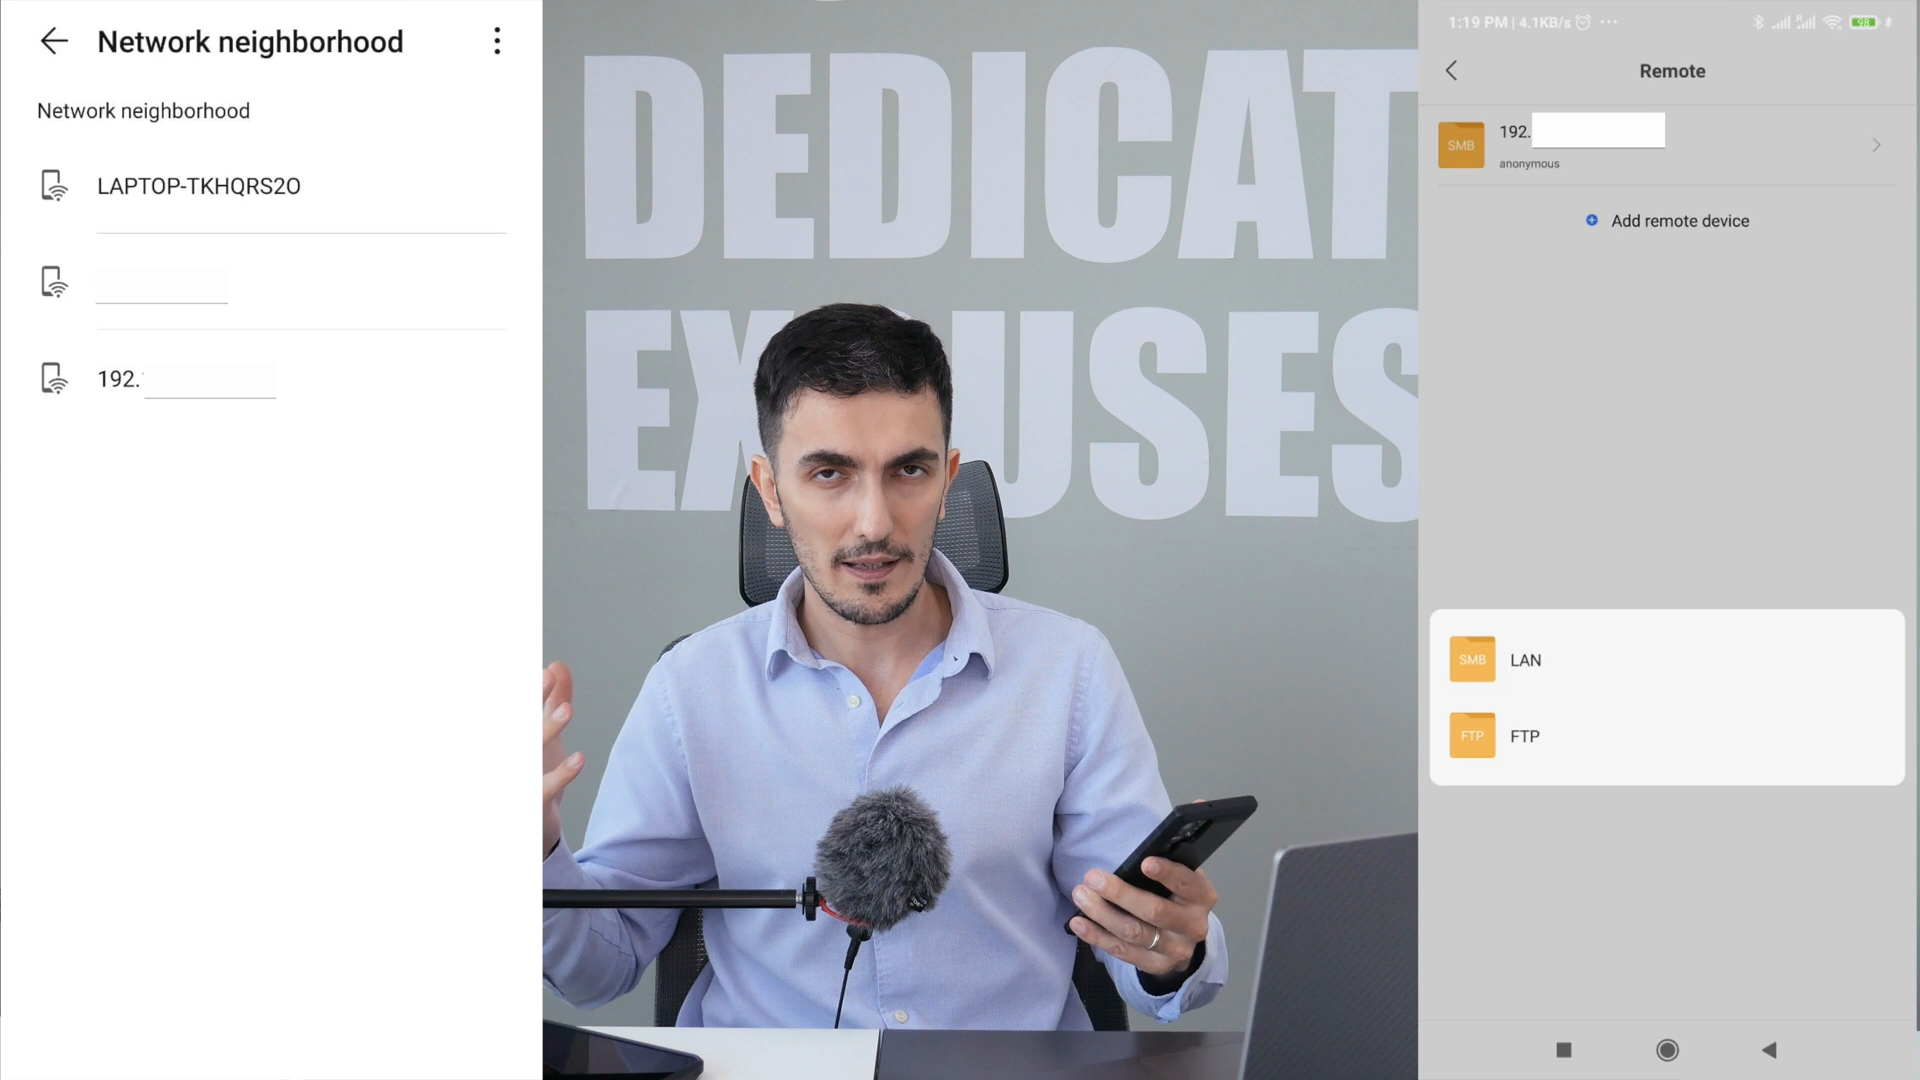 Network neighborhood
Network neighborhood
LAPTOP-TKHQRS2O
192.
DEDICAT
EX USES
1:19 PM | 4.1KB/s ...
98
Remote
SMB
192.
anonymous
Add remote device
SMB
LAN
FTP
FTP